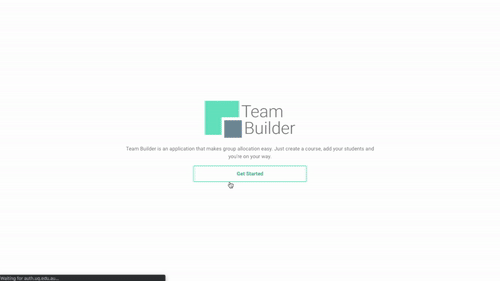 Team
Builder
Team Builder is an application that makes group allocation easy. Just create a course, add your students and
you're on your way.
Get Started
Waiting for auth.uq.edu.au...